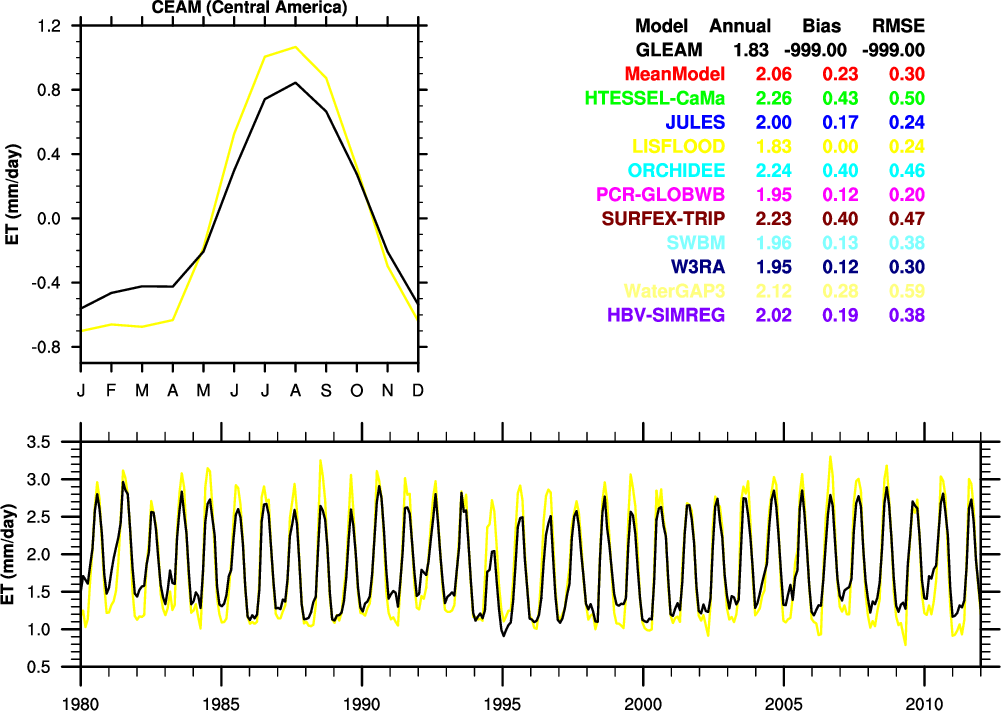 CEAM (Central America)
1.2
0.8
0.4
0.0
-0.4
-0.8
ET (mm/day)
J F M A M J J A S O N D
Model Annual Bias RMSE
GLEAM 1.83 -999.00 -999.00
MeanModel 2.06 0.23 0.30
HTESSEL-CaMa 2.26 0.43 0.50
JULES 2.00 0.17 0.24
LISFLOOD 1.83 0.00 0.24
ORCHIDEE 2.24 0.40 0.46
PCR-GLOBWB 1.95 0.12 0.20
SURFEX-TRIP 2.23 0.40 0.47
SWBM 1.96 0.13 0.38
W3RA 1.95 0.12 0.30
WaterGAP3 2.12 0.28 0.59
HBV-SIMREG 2.02 0.19 0.38
3.5
3.0
2.5
2.0
1.5
1.0
0.5
ET (mm/day)
1980 1985 1990 1995 2000 2005 2010